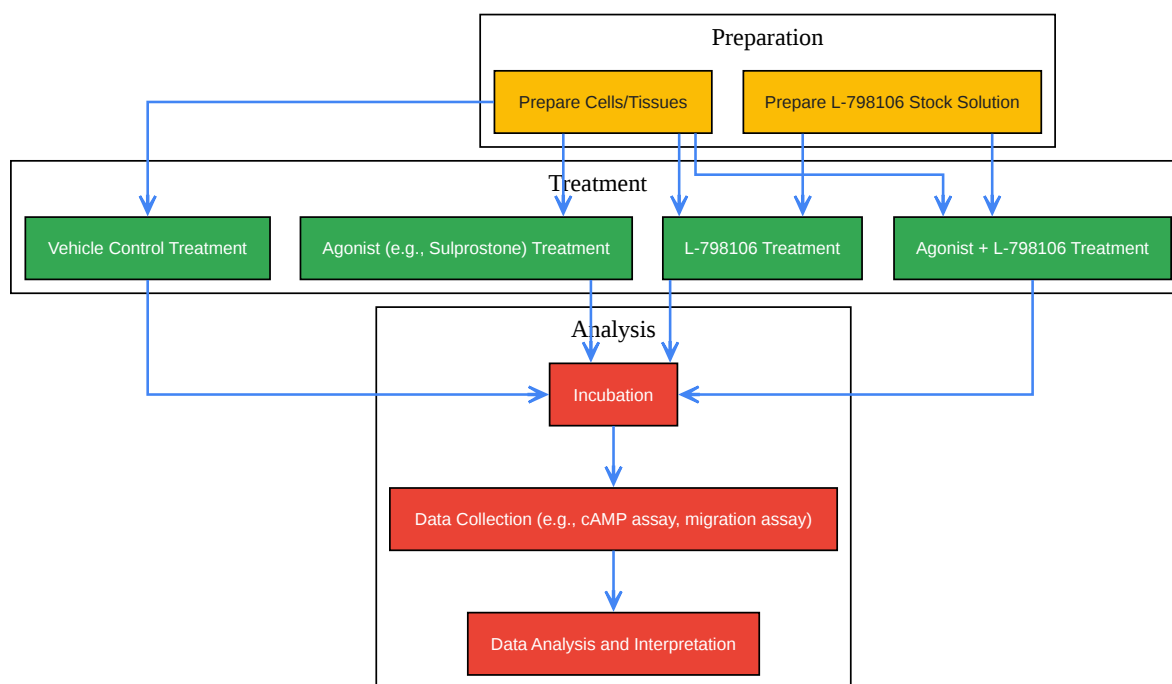 Preparation
Prepare Cells/Tissues
Prepare L-798106 Stock Solution
Treatment
Vehicle Control Treatment
Agonist (e.g., Sulprostone) Treatment
L-798106 Treatment
Agonist + L-798106 Treatment
Analysis
Incubation
Data Collection (e.g., cAMP assay, migration assay)
Data Analysis and Interpretation